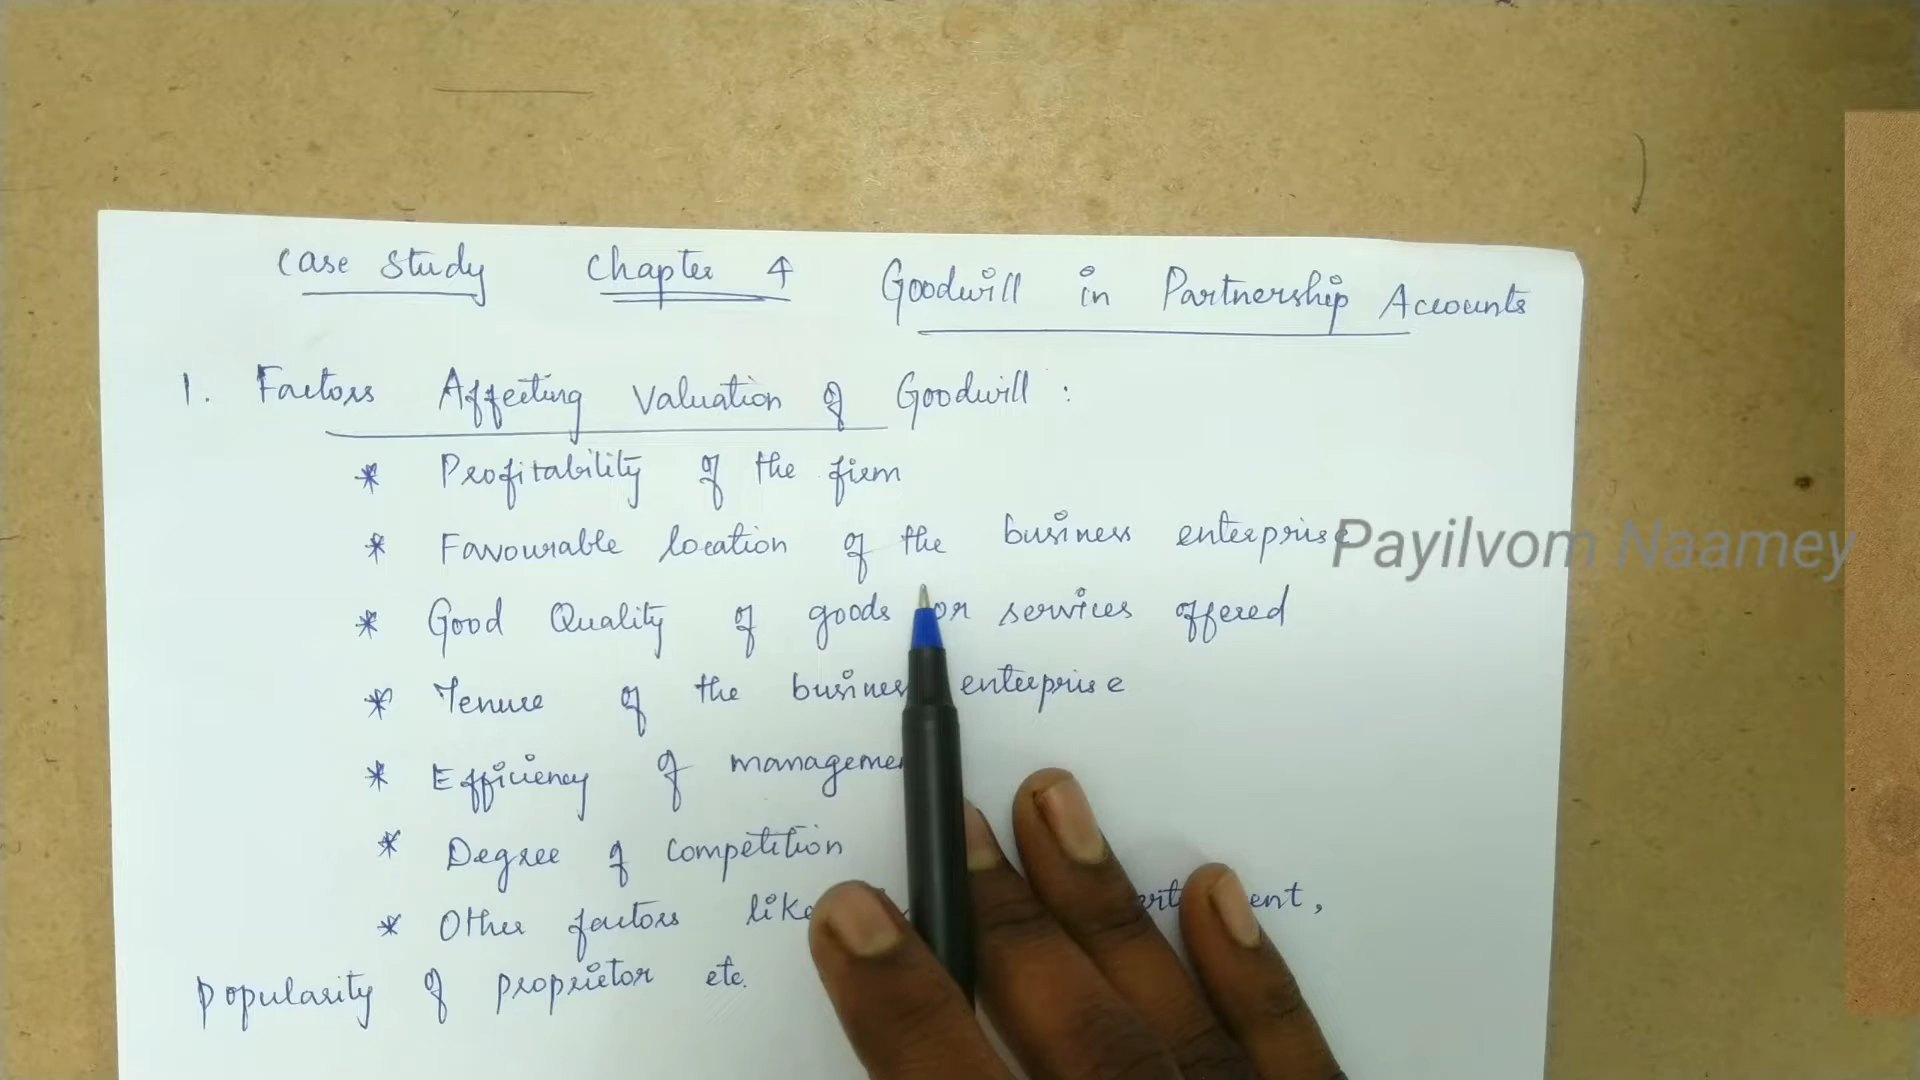 Case Study Chapter 4 Goodwill in Partnership Accounts
1. Factors Affecting Valuation of Goodwill :
* Profitability of the firm
* Favourable location of the business enterprise
Payilvom Naamey
* Good Quality of goods or services offered
* Tenure of the business enterprise
* Efficiency of
* Degree of Competition
* Other factors like
popularity of proprietor etc.